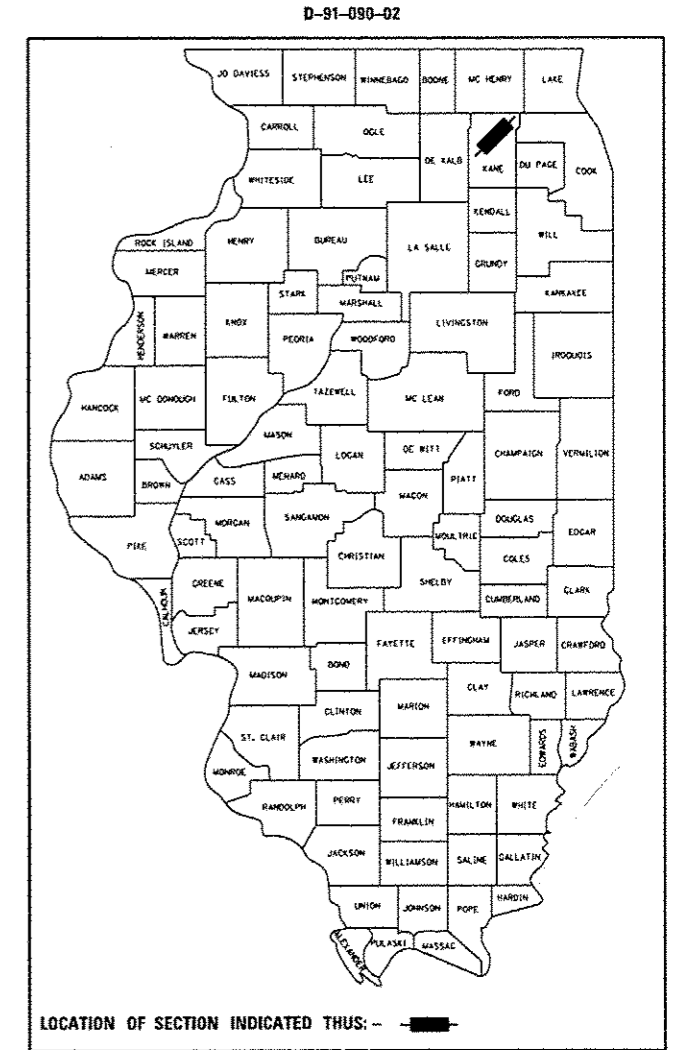 D-91-090-02
JO DAVIESS STEPHENSON WINNEBAGO BOONE MC HENRY LAKE
CARROLL OGLE
DE KALB KANE DU PAGE COOK
WHITESIDE LEE
KENDALL
ROCK ISLAND HENRY BUREAU LA SALLE WILL
GRUNDY
MERCER PUTNAM
STARK MARSHALL KANKAKEE
HENDERSON WARREN KNOX PEORIA WOODFORD LIVINGSTON
IROQUOIS
HANCOCK MC DONOUGH FULTON TAZEWELL MC LEAN FORD
MASON
SCHUYLER LOGAN DE WITT CHAMPAIGN VERMILION
ADAMS BROWN CASS MENARD PIATT
MACON
PIKE SCOTT MORGAN SANGAMON DOUGLAS EDGAR
MOULTRIE
CHRISTIAN COLES
CALHOUN GREENE MACOUPIN MONTGOMERY SHELBY CUMBERLAND CLARK
JERSEY
FAYETTE EFFINGHAM JASPER CRAWFORD
MADISON BOND
CLAY RICHLAND LAWRENCE
CLINTON MARION
ST. CLAIR WAYNE EDWARDS WABASH
MONROE WASHINGTON JEFFERSON
RANDOLPH PERRY HAMILTON WHITE
FRANKLIN
JACKSON WILLIAMSON SALINE GALLATIN
UNION JOHNSON POPE HARDIN
ALEXANDER PULASKI MASSAC
LOCATION OF SECTION INDICATED THUS: -